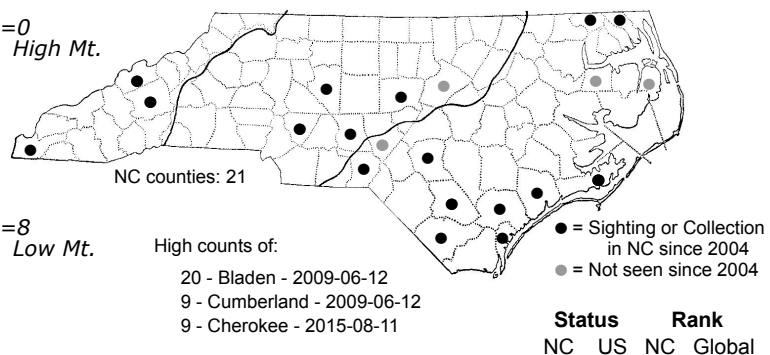 =0
High Mt.
NC counties: 21
=8
Low Mt.
High counts of:
20 - Bladen - 2009-06-12
9 - Cumberland - 2009-06-12
9 - Cherokee - 2015-08-11
= Sighting or Collection
in NC since 2004
= Not seen since 2004
Status Rank
NC US NC Global